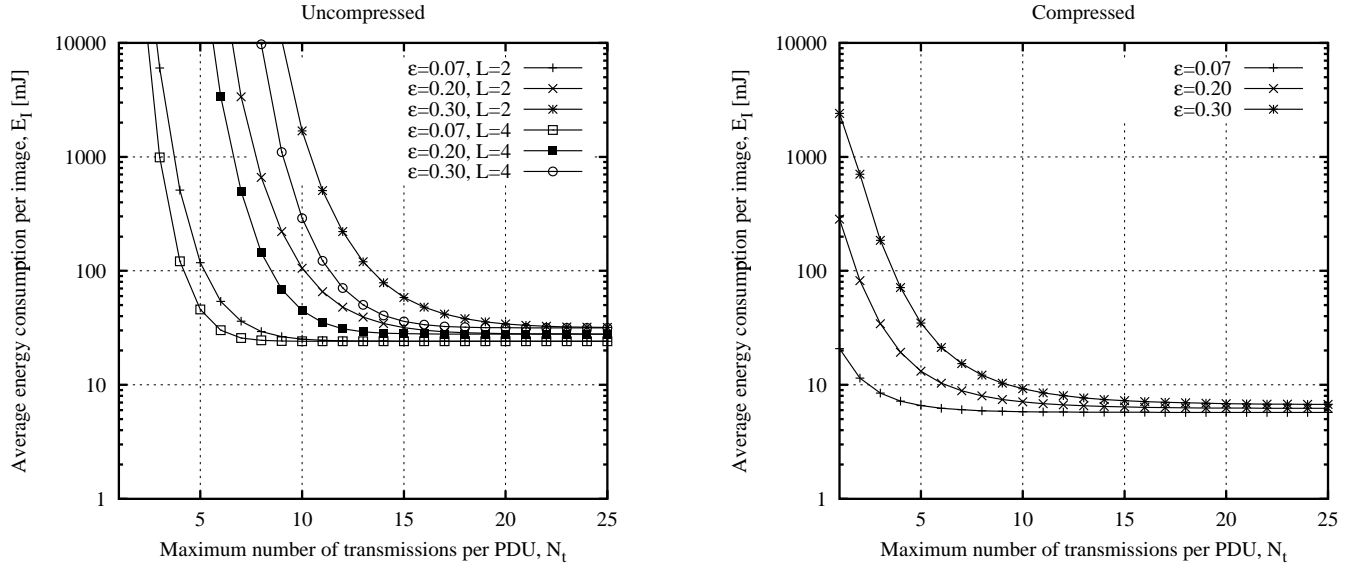 Uncompressed
10000
1000
100
10
1
5
10
15
20
25
Average energy consumption per image, E_I [mJ]
Maximum number of transmissions per PDU, N_t
ε=0.07, L=2
ε=0.20, L=2
ε=0.30, L=2
ε=0.07, L=4
ε=0.20, L=4
ε=0.30, L=4
Compressed
10000
1000
100
10
1
5
10
15
20
25
Average energy consumption per image, E_I [mJ]
Maximum number of transmissions per PDU, N_t
ε=0.07
ε=0.20
ε=0.30